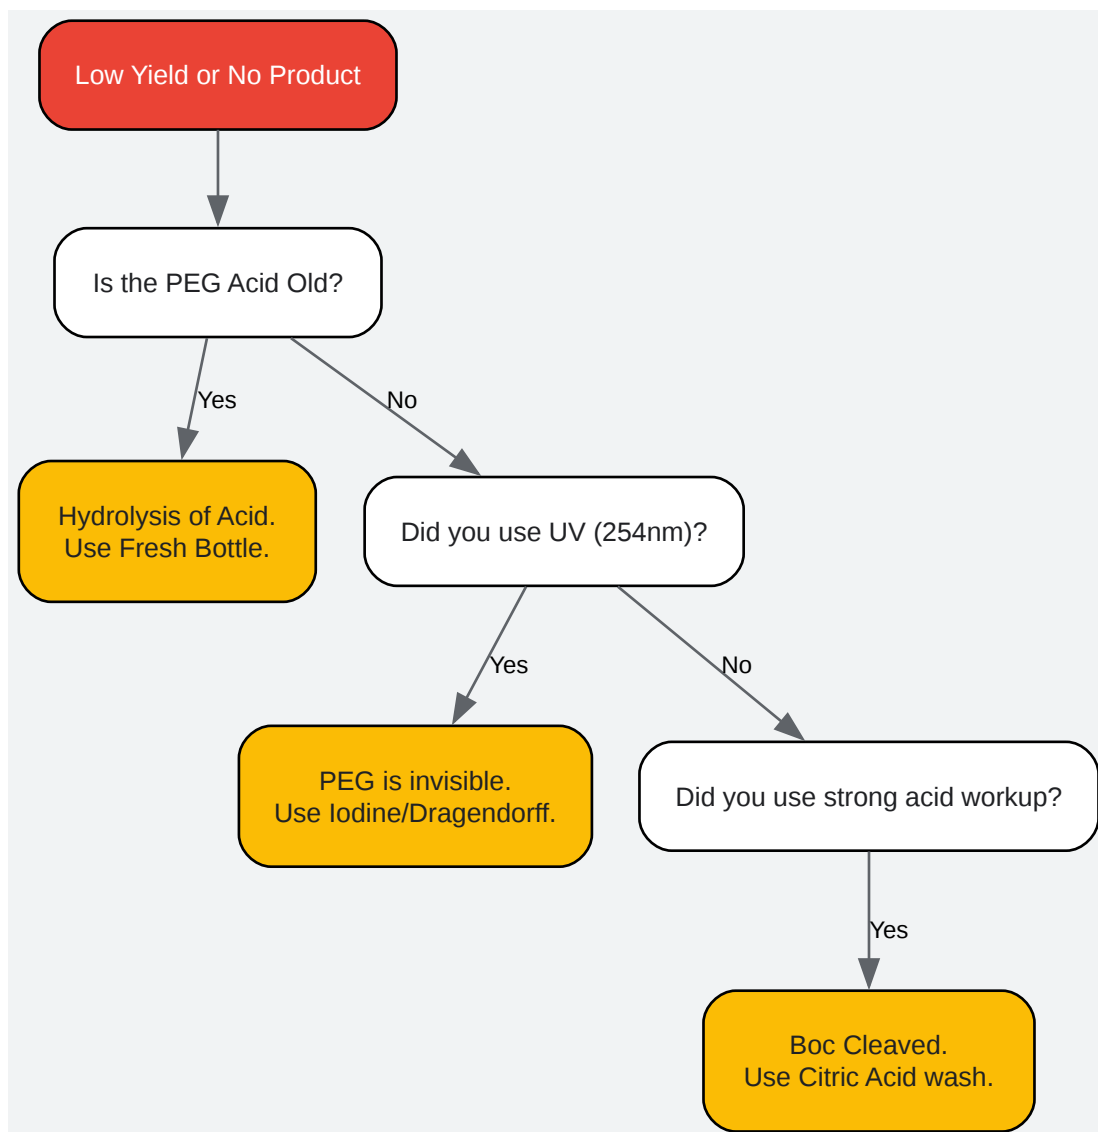 Low Yield or No Product
Is the PEG Acid Old?
Yes
No
Hydrolysis of Acid.
Use Fresh Bottle.
Did you use UV (254nm)?
Yes
No
PEG is invisible.
Use Iodine/Dragendorff.
Did you use strong acid workup?
Yes
Boc Cleaved.
Use Citric Acid wash.